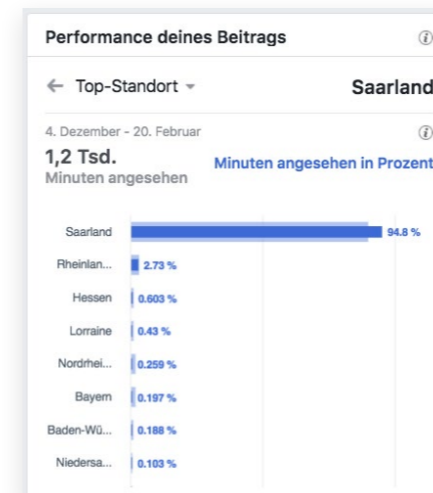 Performance deines Beitrags
← Top-Standort Saarland
4. Dezember - 20. Februar
1,2 Tsd.
Minuten angesehen
Minuten angesehen in Prozent
Saarland 94.8 %
Rheinlan... 2.73 %
Hessen 0.603 %
Lorraine 0.43 %
Nordrhei... 0.259 %
Bayern 0.197 %
Baden-Wü... 0.188 %
Niedersa... 0.103 %